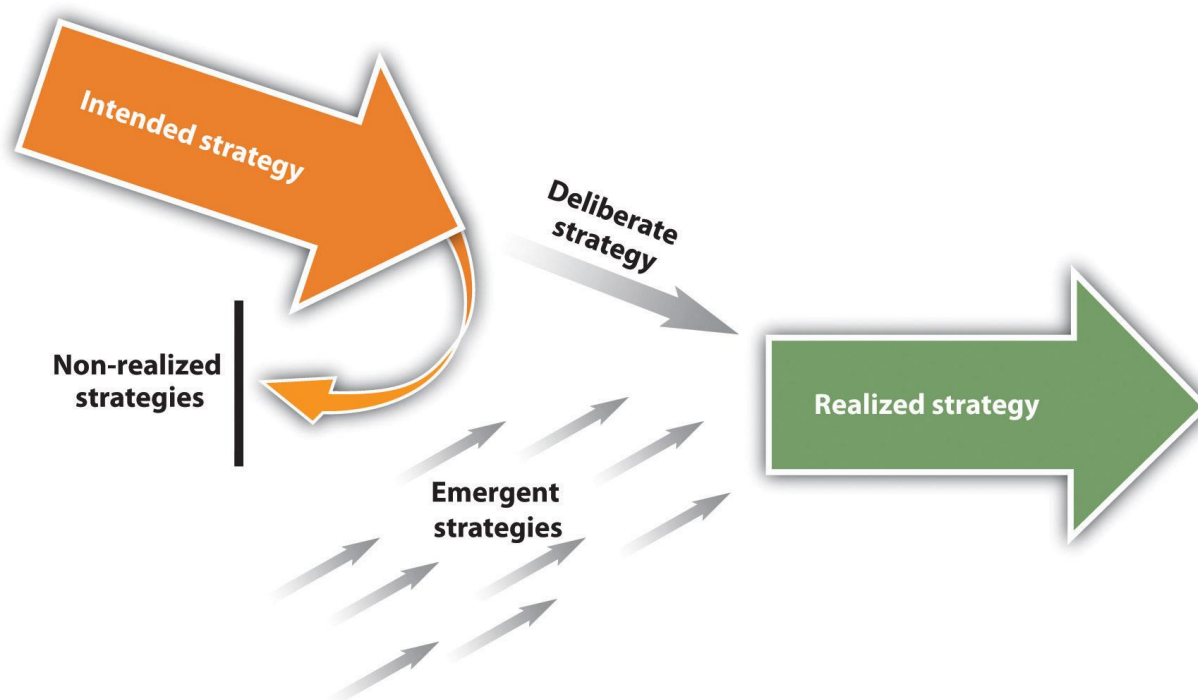 Intended strategy
Deliberate
strategy
Non-realized
strategies
Realized strategy
Emergent
strategies